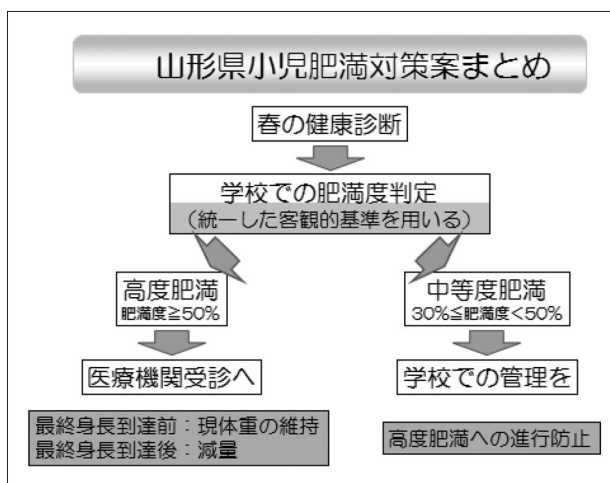 山形県小児肥満対策案まとめ
春の健康診断
学校での肥満度判定
（統一した客観的基準を用いる）
高度肥満
肥満度≧50%
中等度肥満
30%≦肥満度<50%
医療機関受診へ
学校での管理を
最終身長到達前：現体重の維持
最終身長到達後：減量
高度肥満への進行防止